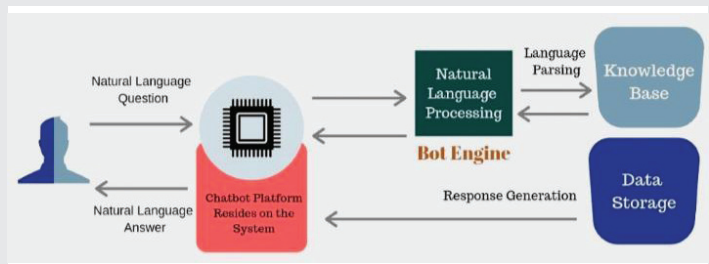 Natural Language
Question
Natural Language
Answer
Chatbot Platform
Resides on the
System
Natural
Language
Processing
Bot Engine
Language
Parsing
Knowledge
Base
Response Generation
Data
Storage